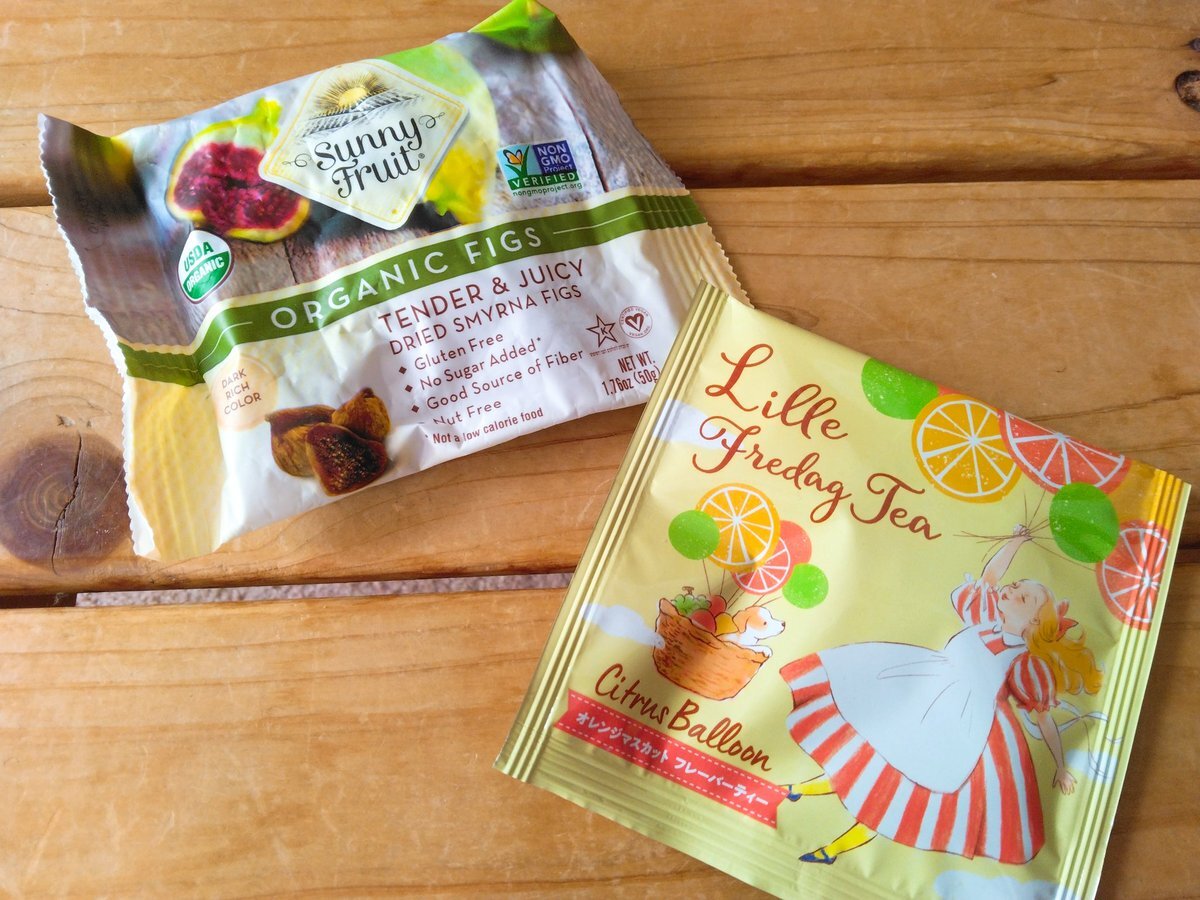 Sunny
Fruit®
NON
GMO
Project
VERIFIED
nongmoproject.org
USDA
ORGANIC
ORGANIC FIGS
TENDER & JUICY
DRIED SMYRNA FIGS
◆ Gluten Free
◆ No Sugar Added*
◆ Good Source of Fiber
Nut Free
* Not a low calorie food
DARK
RICH
COLOR
K
NET WT.
1.76oz (50g)
Lille
Fredag Tea
Citrus Balloon
オレンジマスカット フレーバーティー